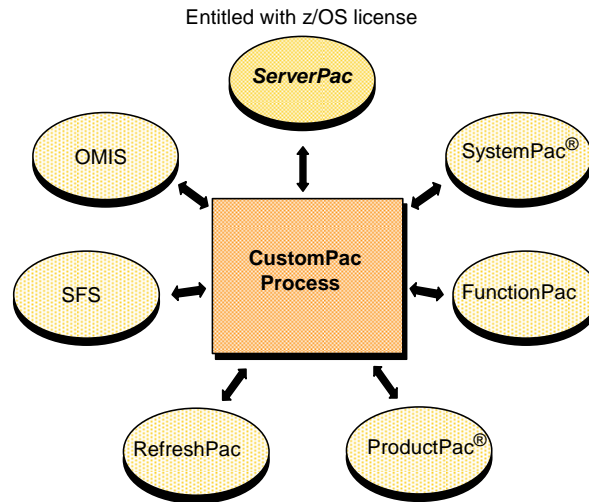 Entitled with z/OS license
ServerPac
OMIS
SystemPac®
CustomPac
Process
SFS
FunctionPac
RefreshPac
ProductPac®